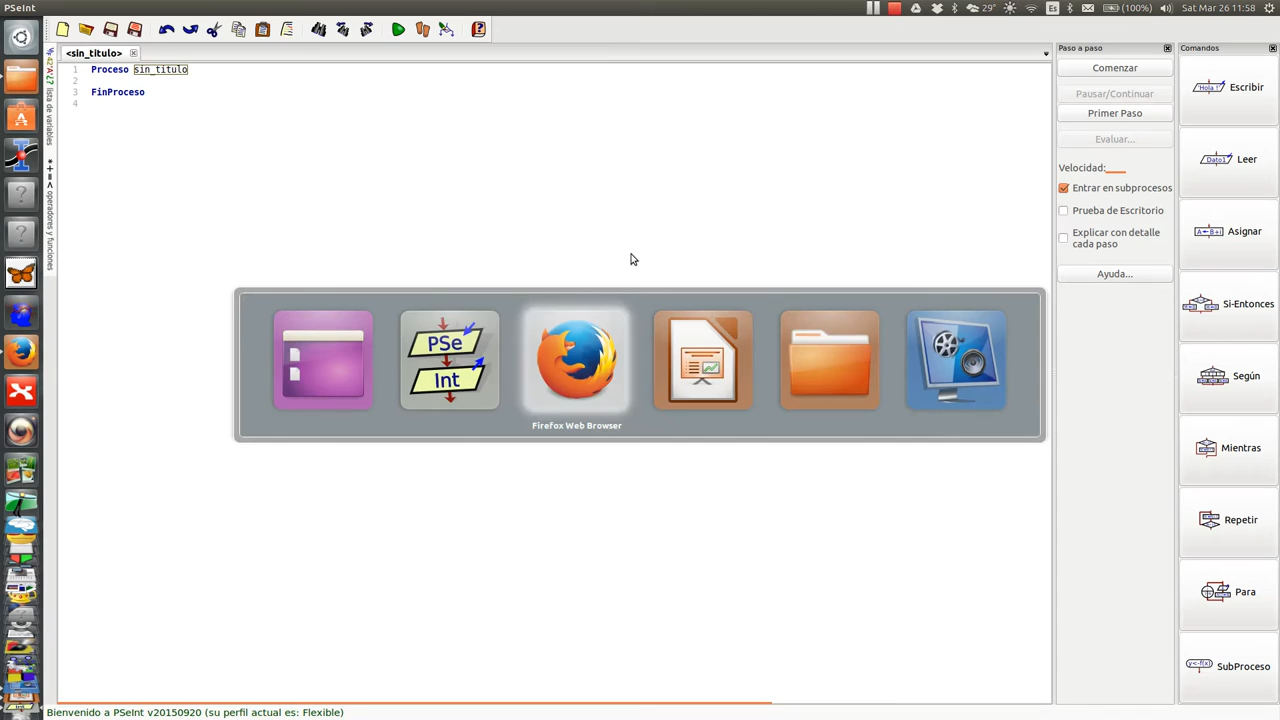 PSeInt
29°
Es
(100%)
Sat Mar 26 11:58
<sin_titulo>
Paso a paso
Comandos
1 Proceso sin_titulo
2
3 FinProceso
4
lista de variables
operadores y funciones
Comenzar
Pausar/Continuar
Primer Paso
Evaluar...
Velocidad:
Entrar en subprocesos
Prueba de Escritorio
Explicar con detalle
cada paso
Ayuda...
'Hola !' Escribir
Dato1 Leer
A←B+i Asignar
Si-Entonces
Según
Mientras
Repetir
Para
y<-f(x) SubProceso
PSe
Int
Firefox Web Browser
Bienvenido a PSeInt v20150920 (su perfil actual es: Flexible)